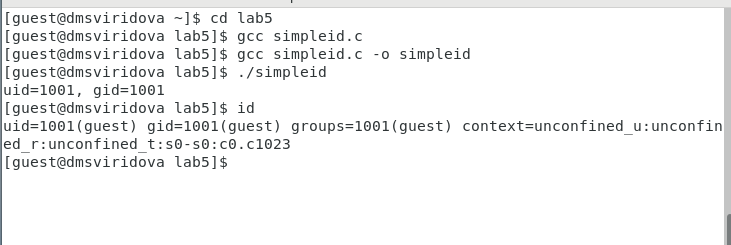 [guest@dmsviridova ~]$ cd lab5
[guest@dmsviridova lab5]$ gcc simpleid.c
[guest@dmsviridova lab5]$ gcc simpleid.c -o simpleid
[guest@dmsviridova lab5]$ ./simpleid
uid=1001, gid=1001
[guest@dmsviridova lab5]$ id
uid=1001(guest) gid=1001(guest) groups=1001(guest) context=unconfined_u:unconfin
ed_r:unconfined_t:s0-s0:c0.c1023
[guest@dmsviridova lab5]$